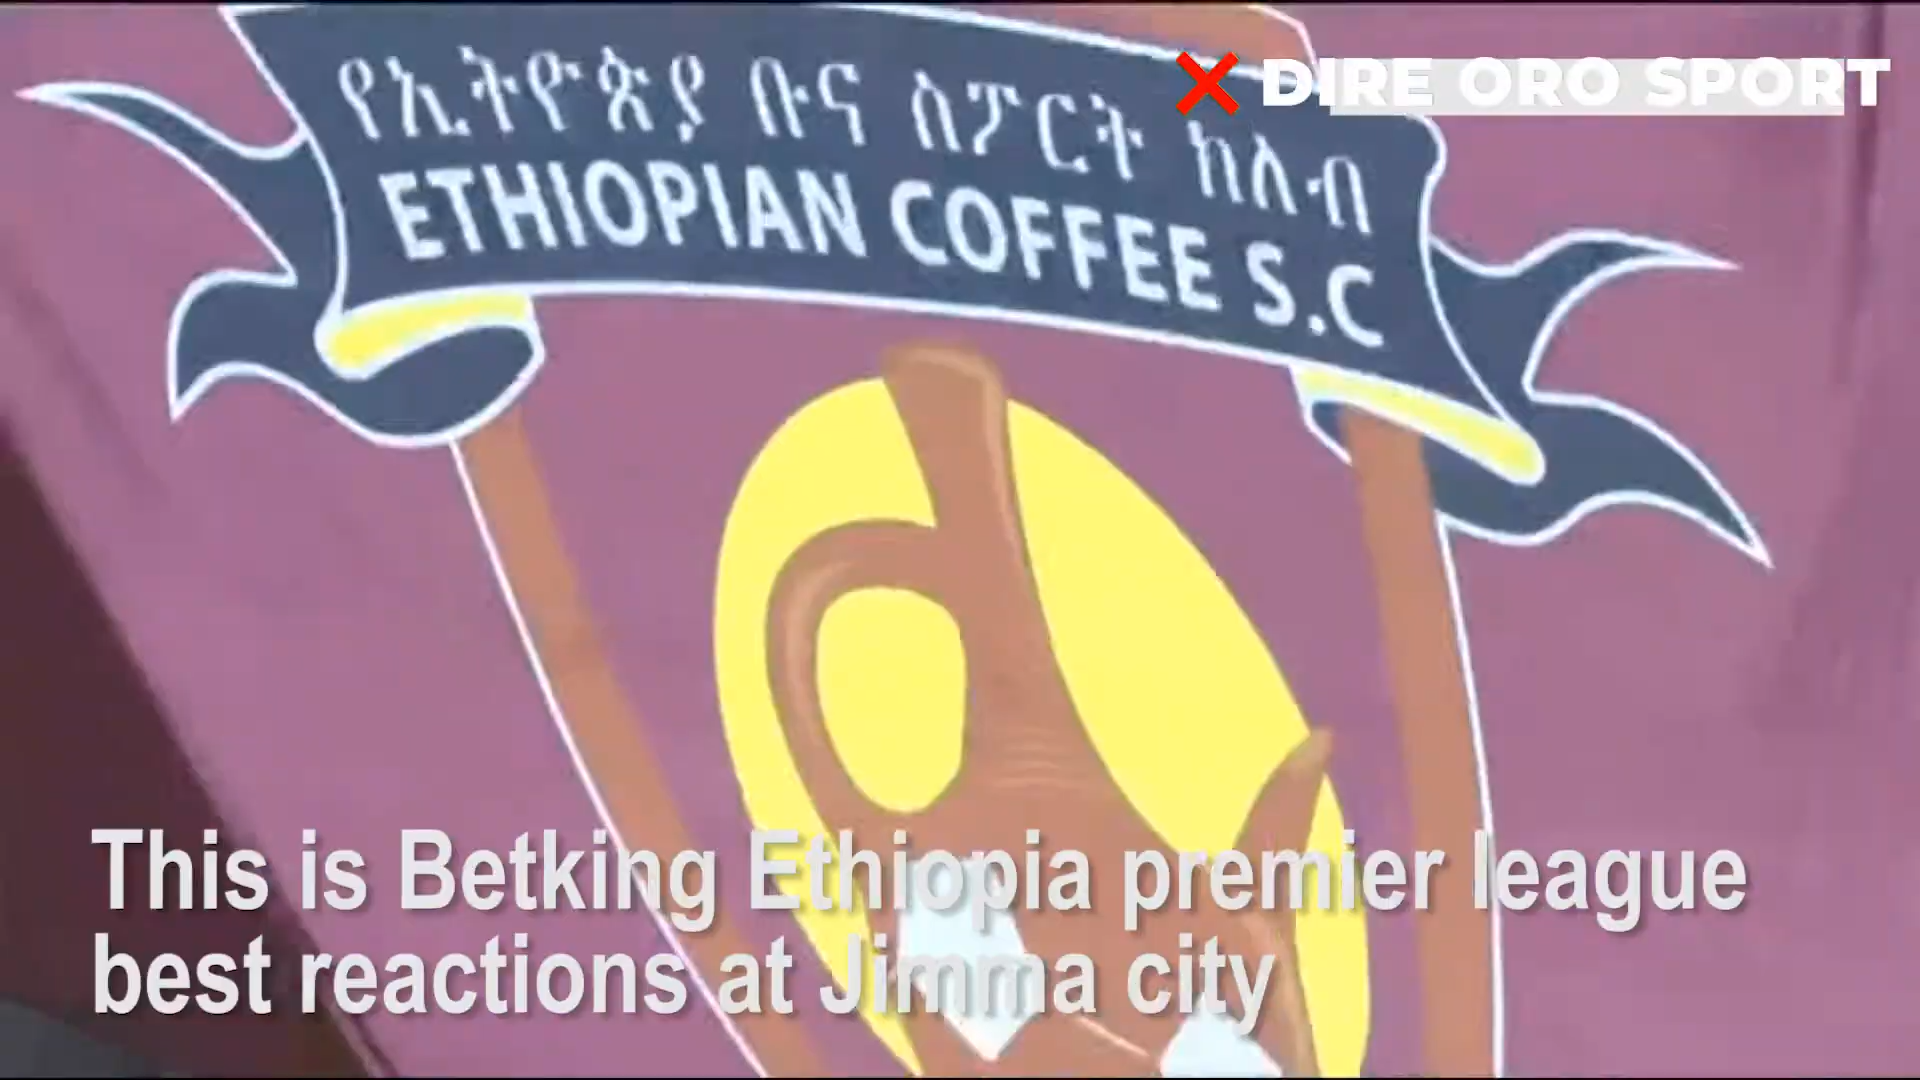 DIRE ORO SPORT
የኢትዮጵያ ቡና ስፖርት ክለብ
ETHIOPIAN COFFEE S.C
This is Betking Ethiopia premier league
best reactions at Jimma city